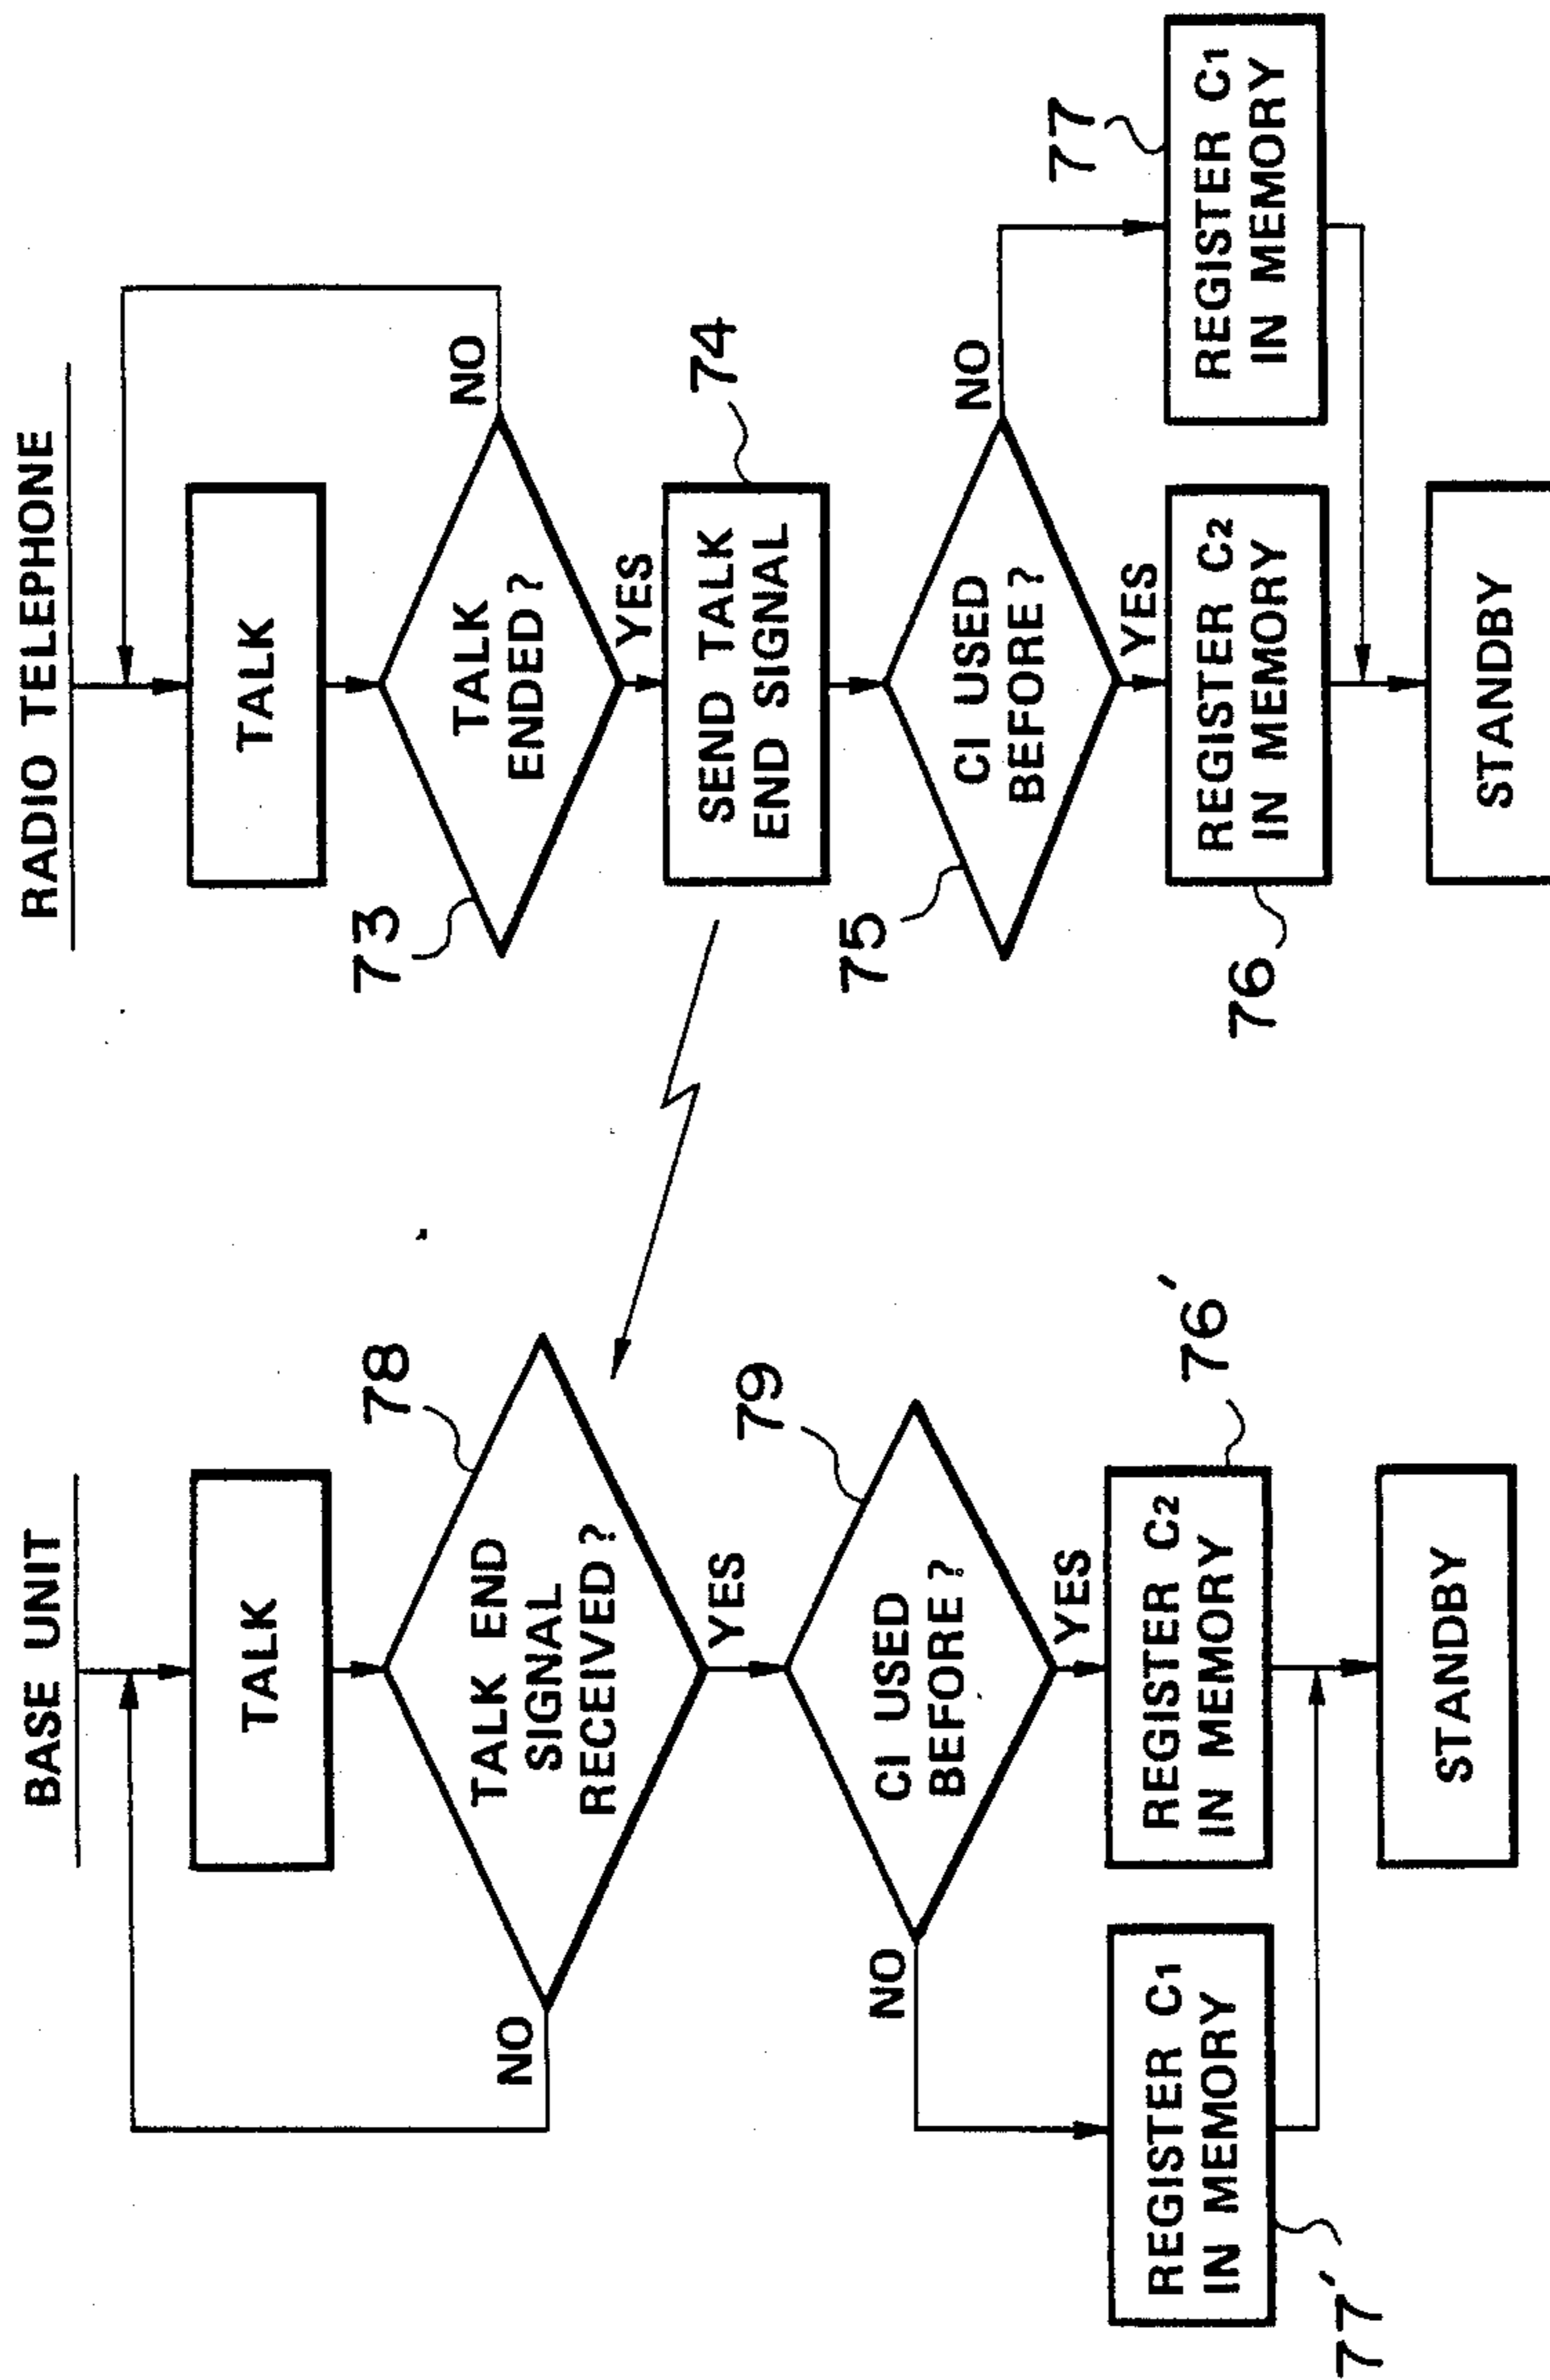 BASE UNIT
TALK
78
TALK END
SIGNAL
RECEIVED?
NO
YES
79
CI USED
BEFORE?
NO
YES
REGISTER C1
IN MEMORY
77'
REGISTER C2
IN MEMORY
76'
STANDBY
RADIO TELEPHONE
TALK
73
TALK
ENDED?
NO
YES
SEND TALK
END SIGNAL
74
75
CI USED
BEFORE?
NO
YES
76
REGISTER C2
IN MEMORY
77
REGISTER C1
IN MEMORY
STANDBY